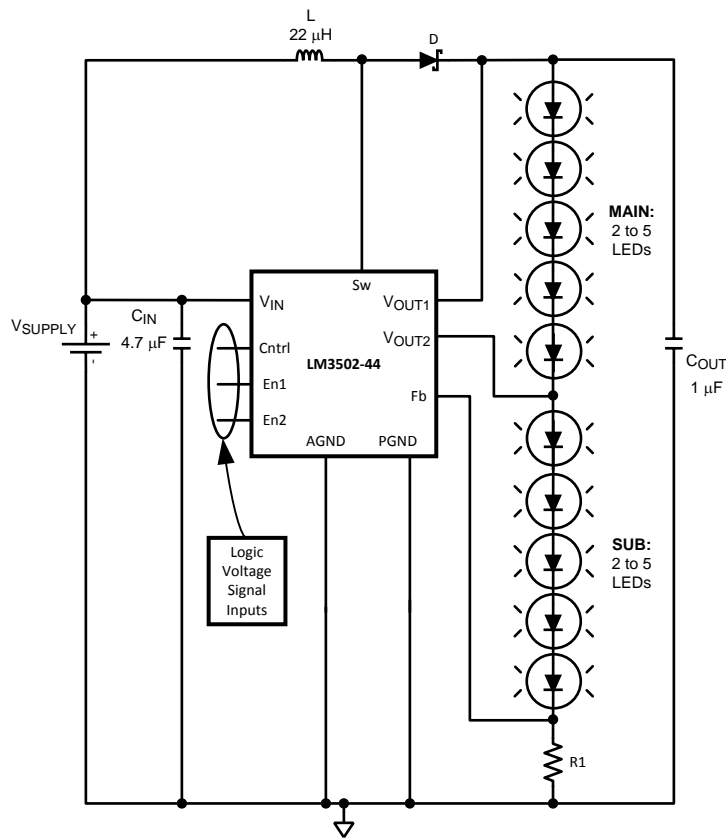 L
22 µH
D
MAIN:
2 to 5
LEDs
Sw
VIN
VOUT1
VSUPPLY
+
-
CIN
4.7 µF
VOUT2
Cntrl
LM3502-44
En1
Fb
En2
COUT
1 µF
AGND
PGND
Logic
Voltage
Signal
Inputs
SUB:
2 to 5
LEDs
R1